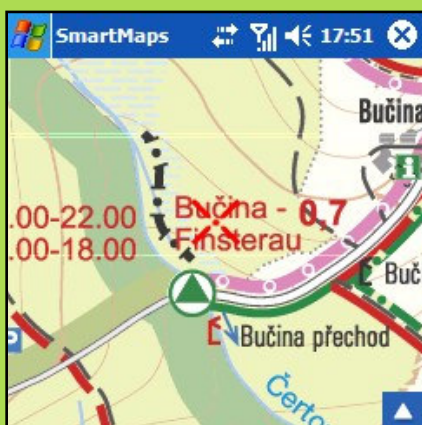 SmartMaps 17:51
Bučina
.00-22.00
.00-18.00
Bučina - 0,7
Finsterau
Buč
Bučina přechod
Čerto